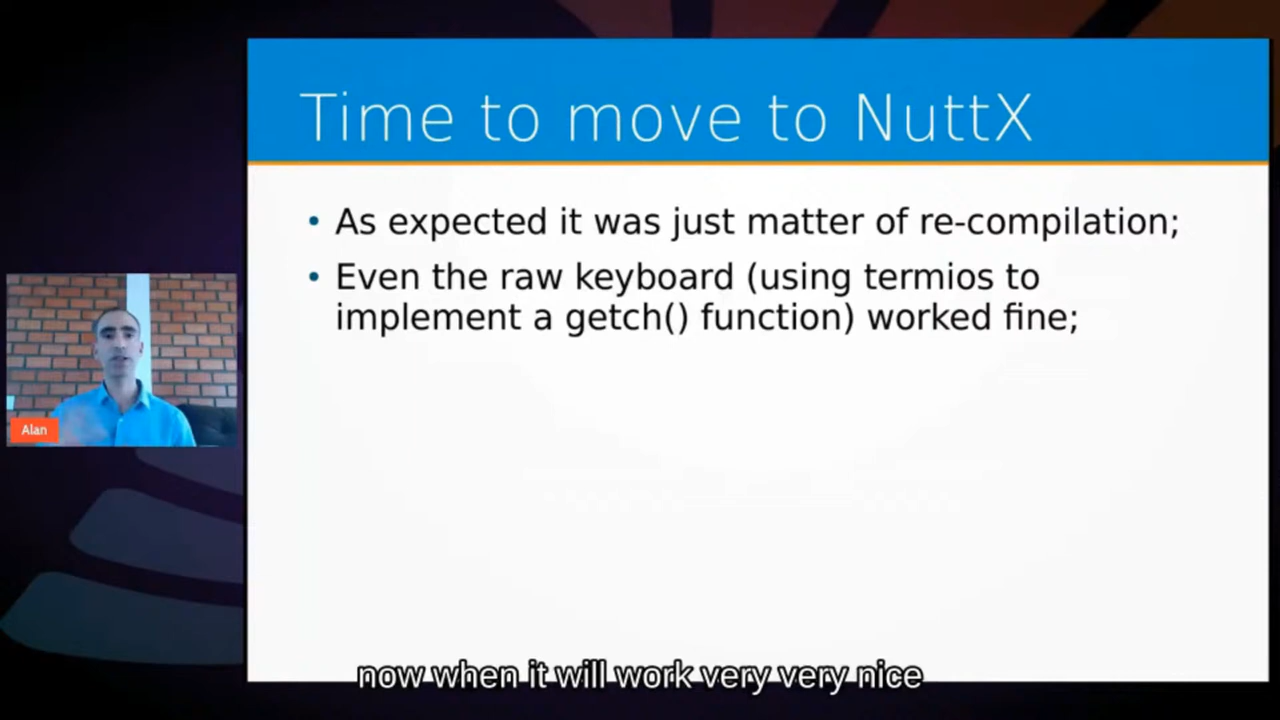 Time to move to NuttX
• As expected it was just matter of re-compilation;
• Even the raw keyboard (using termios to
implement a getch() function) worked fine;
Alan
now when it will work very very nice